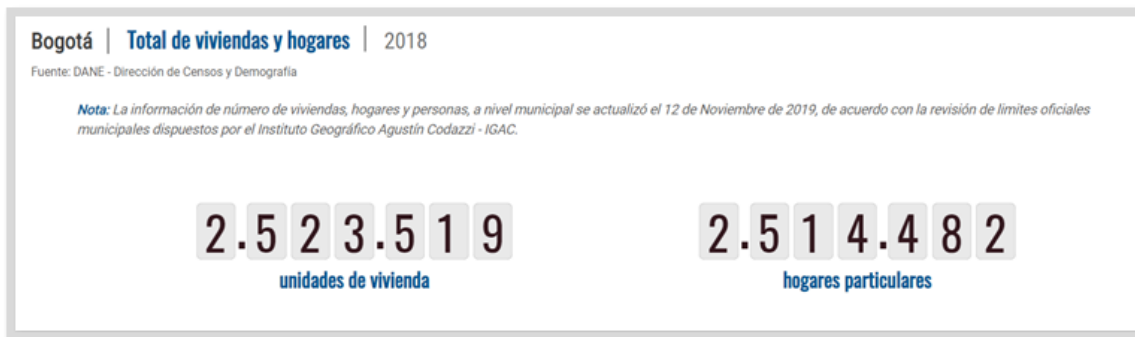 Bogotá | Total de viviendas y hogares | 2018
Fuente: DANE - Dirección de Censos y Demografía
Nota: La información de número de viviendas, hogares y personas, a nivel municipal se actualizó el 12 de Noviembre de 2019, de acuerdo con la revisión de limites oficiales
municipales dispuestos por el Instituto Geográfico Agustín Codazzi - IGAC.
2.523.519 2.514.482
unidades de vivienda hogares particulares